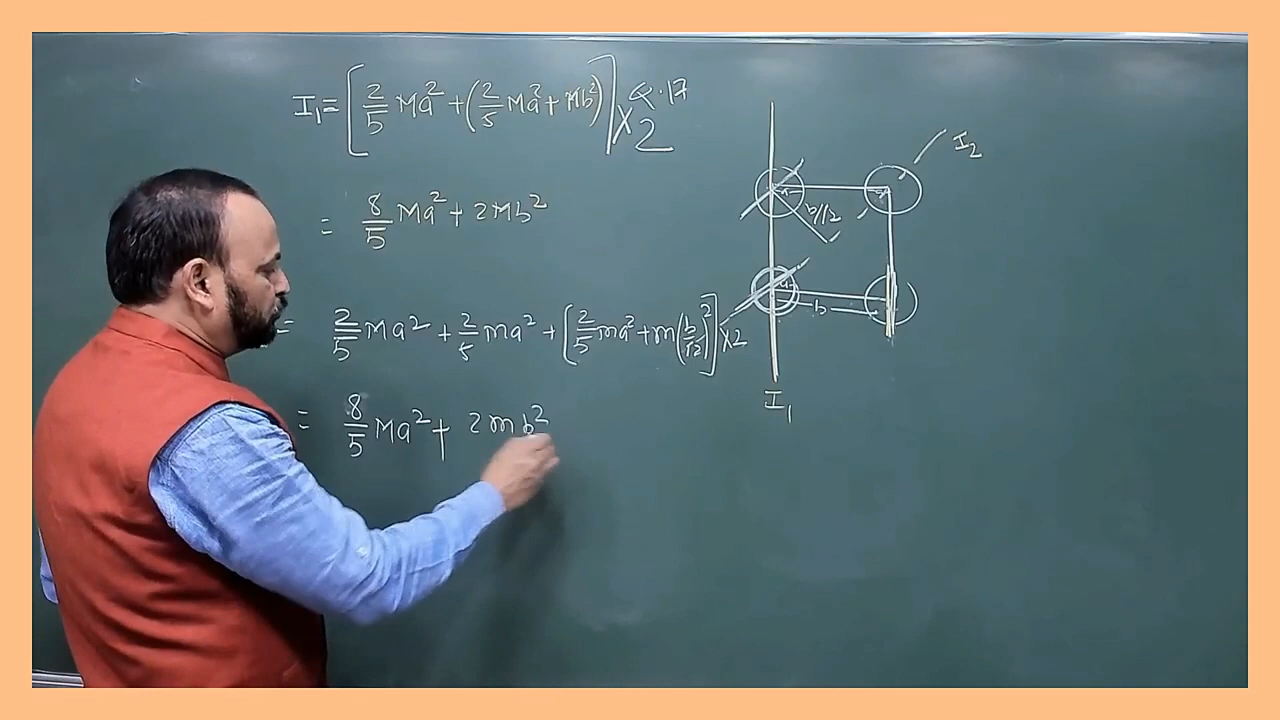 I₁ = [2/5 Ma² + (2/5 Ma² + Mb²)] × 2
Q.17
= 8/5 Ma² + 2Mb²
= 2/5 Ma² + 2/5 ma² + [2/5 ma² + m(b/√2)²] × 2
= 8/5 Ma² + 2mb²
I₂
b/√2
b
I₁